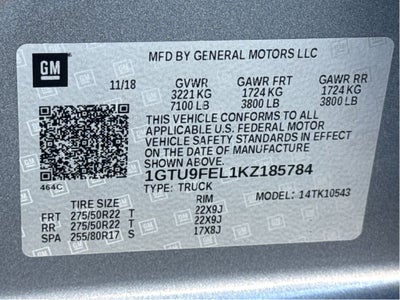 GM
MFD BY GENERAL MOTORS LLC
11/18 GVWR GAWR FRT GAWR RR
3221 KG 1724 KG 1724 KG
7100 LB 3800 LB 3800 LB
THIS VEHICLE CONFORMS TO ALL
APPLICABLE U.S. FEDERAL MOTOR
VEHICLE SAFETY STANDARDS IN EFFECT
ON THE DATE OF MANUFACTURE
SHOWN ABOVE.
464C 1GTU9FEL1KZ185784
TYPE: TRUCK MODEL: 14TK10543
TIRE SIZE RIM
FRT 275/50R22 T 22X9J
RR 275/50R22 T 22X9J
SPA 255/80R17 S 17X8J